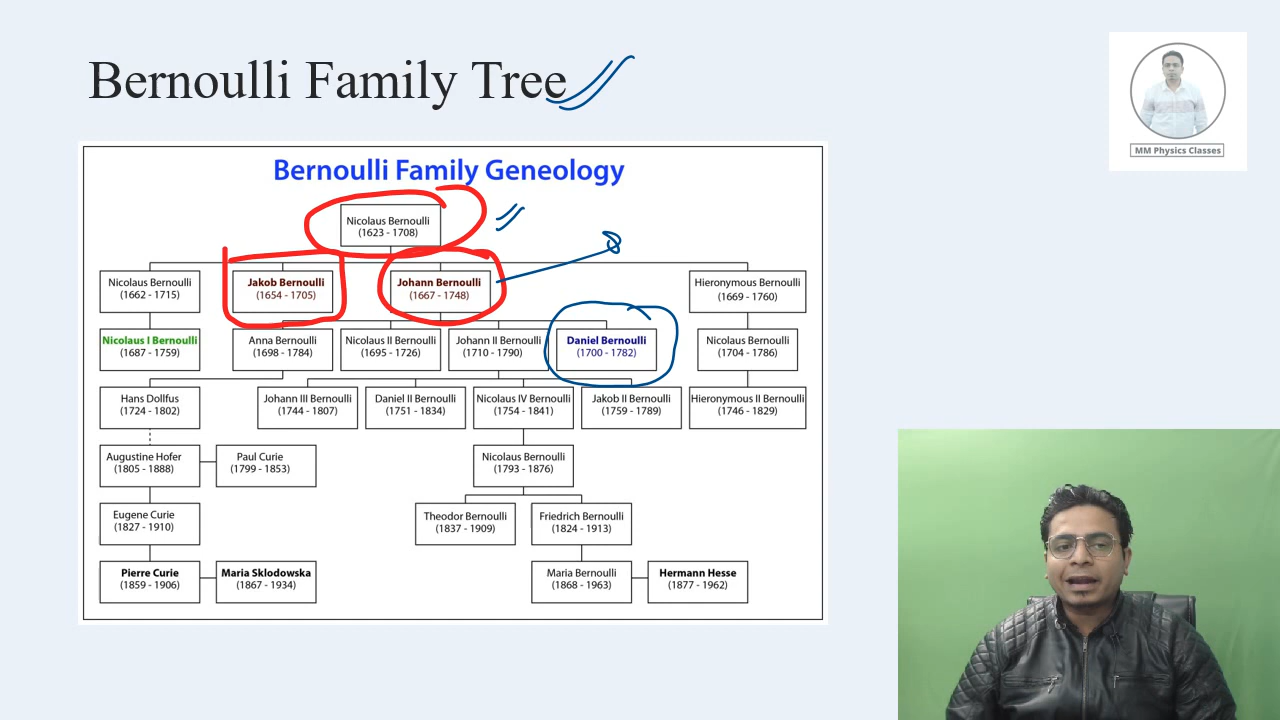 Bernoulli Family Tree
MM Physics Classes
Bernoulli Family Geneology
Nicolaus Bernoulli
(1623 - 1708)
Nicolaus Bernoulli
(1662 - 1715)
Jakob Bernoulli
(1654 - 1705)
Johann Bernoulli
(1667 - 1748)
Hieronymous Bernoulli
(1669 - 1760)
Nicolaus I Bernoulli
(1687 - 1759)
Anna Bernoulli
(1698 - 1784)
Nicolaus II Bernoulli
(1695 - 1726)
Johann II Bernoulli
(1710 - 1790)
Daniel Bernoulli
(1700 - 1782)
Nicolaus Bernoulli
(1704 - 1786)
Hans Dollfus
(1724 - 1802)
Johann III Bernoulli
(1744 - 1807)
Daniel II Bernoulli
(1751 - 1834)
Nicolaus IV Bernoulli
(1754 - 1841)
Jakob II Bernoulli
(1759 - 1789)
Hieronymous II Bernoulli
(1746 - 1829)
Augustine Hofer
(1805 - 1888)
Paul Curie
(1799 - 1853)
Nicolaus Bernoulli
(1793 - 1876)
Eugene Curie
(1827 - 1910)
Theodor Bernoulli
(1837 - 1909)
Friedrich Bernoulli
(1824 - 1913)
Pierre Curie
(1859 - 1906)
Maria Sklodowska
(1867 - 1934)
Maria Bernoulli
(1868 - 1963)
Hermann Hesse
(1877 - 1962)